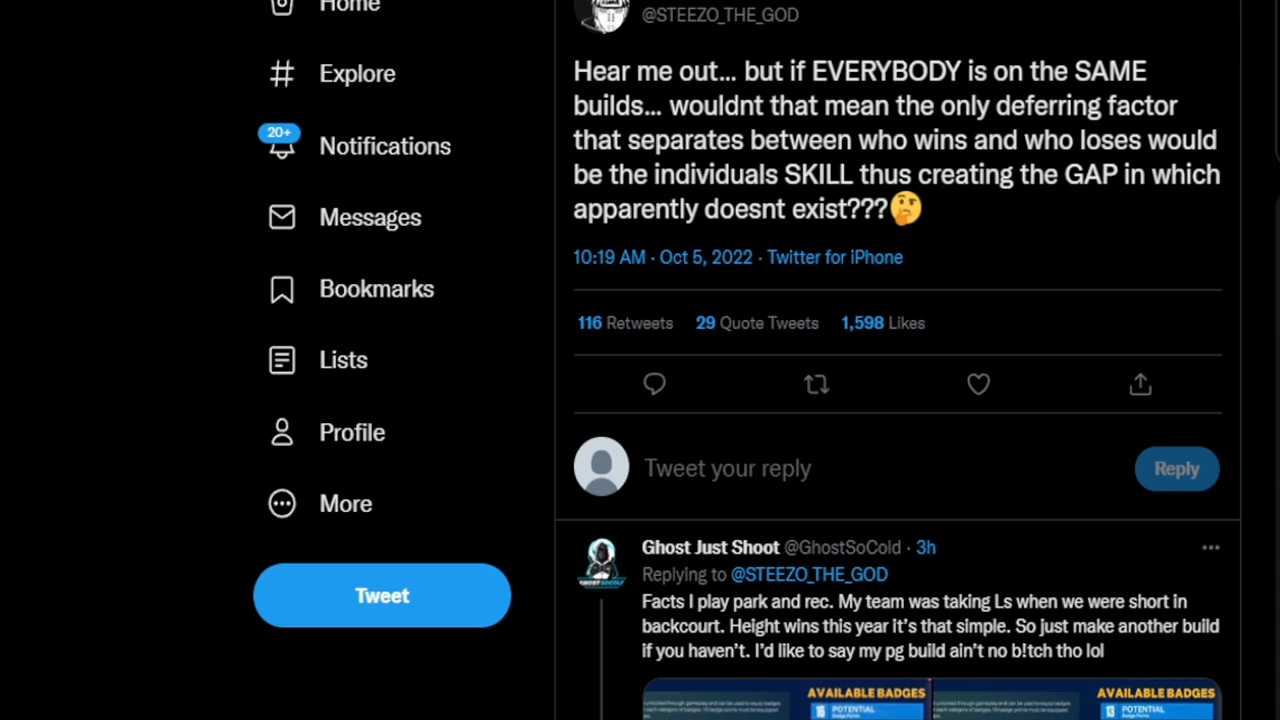 Home
Explore
20+
Notifications
Messages
Bookmarks
Lists
Profile
More
Tweet
@STEEZO_THE_GOD
Hear me out... but if EVERYBODY is on the SAME
builds... wouldnt that mean the only deferring factor
that separates between who wins and who loses would
be the individuals SKILL thus creating the GAP in which
apparently doesnt exist???🤔
10:19 AM · Oct 5, 2022 · Twitter for iPhone
116 Retweets 29 Quote Tweets 1,598 Likes
Tweet your reply
Reply
Ghost Just Shoot @GhostSoCold · 3h
Replying to @STEEZO_THE_GOD
Facts I play park and rec. My team was taking Ls when we were short in
backcourt. Height wins this year it's that simple. So just make another build
if you haven't. I'd like to say my pg build ain't no b!tch tho lol
AVAILABLE BADGES
16 POTENTIAL
Badge Points
AVAILABLE BADGES
13 POTENTIAL
Badge Points